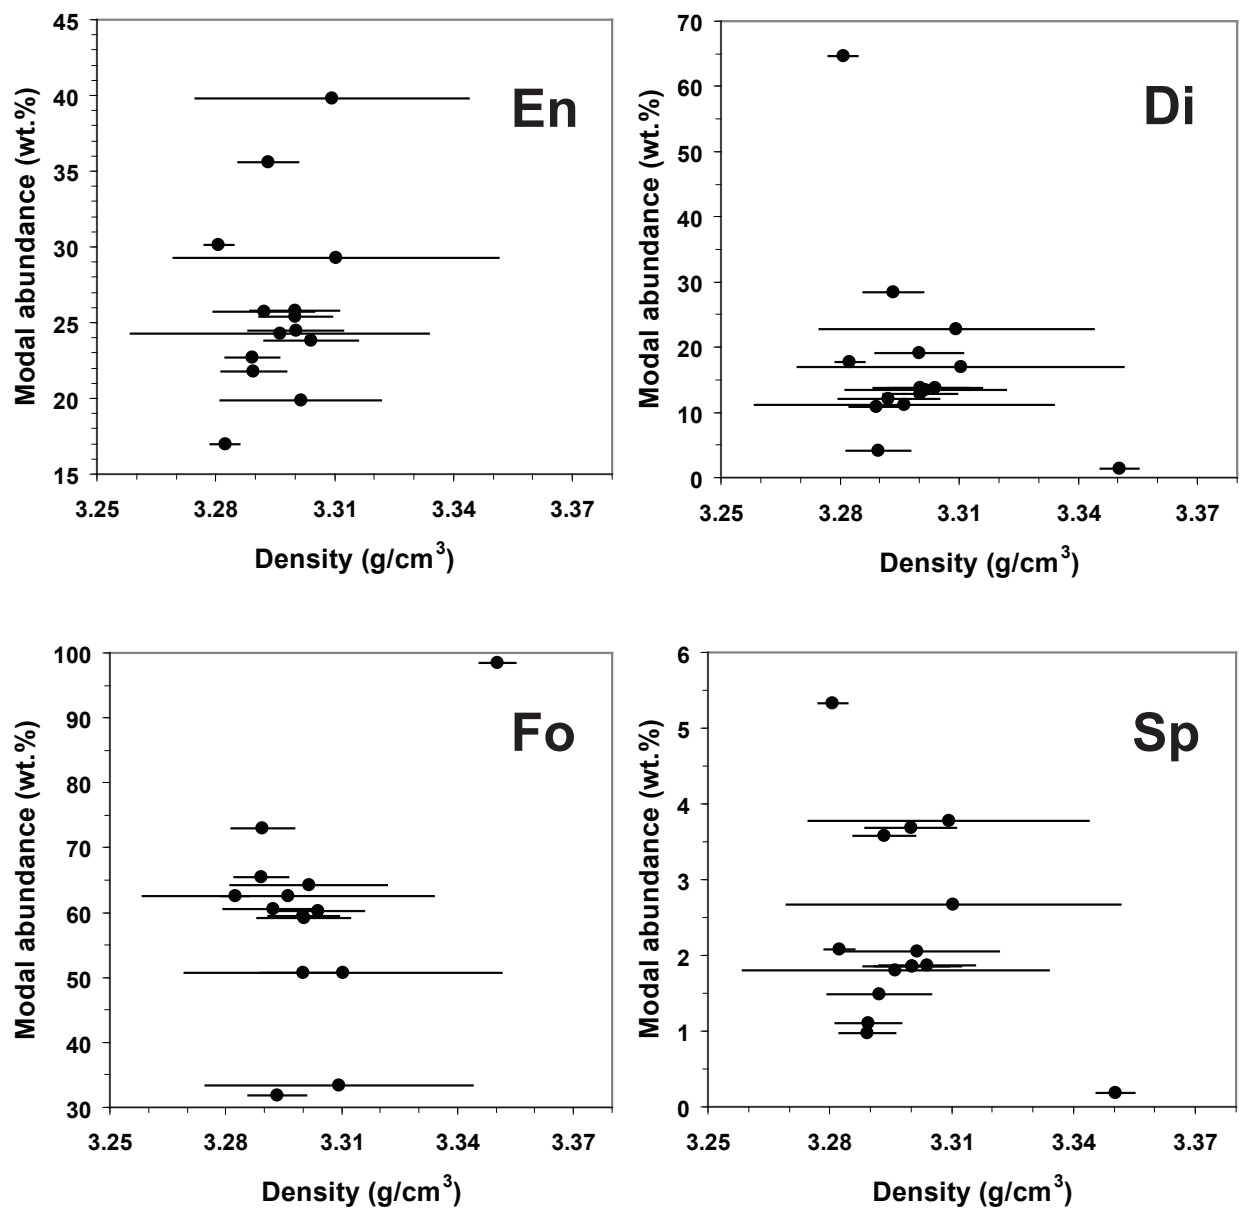 En
Modal abundance (wt.%)
45
40
35
30
25
20
15
3.25 3.28 3.31 3.34 3.37
Density (g/cm³)
Di
Modal abundance (wt.%)
70
60
50
40
30
20
10
0
3.25 3.28 3.31 3.34 3.37
Density (g/cm³)
Fo
Modal abundance (wt.%)
100
90
80
70
60
50
40
30
3.25 3.28 3.31 3.34 3.37
Density (g/cm³)
Sp
Modal abundance (wt.%)
6
5
4
3
2
1
0
3.25 3.28 3.31 3.34 3.37
Density (g/cm³)